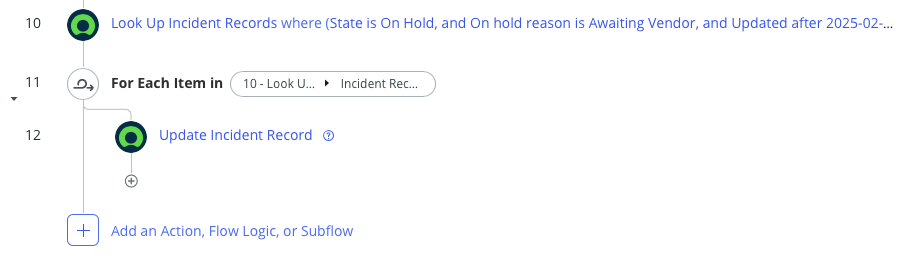 10 Look Up Incident Records where (State is On Hold, and On hold reason is Awaiting Vendor, and Updated after 2025-02-...
11 For Each Item in 10 - Look U... Incident Rec...
12 Update Incident Record
Add an Action, Flow Logic, or Subflow